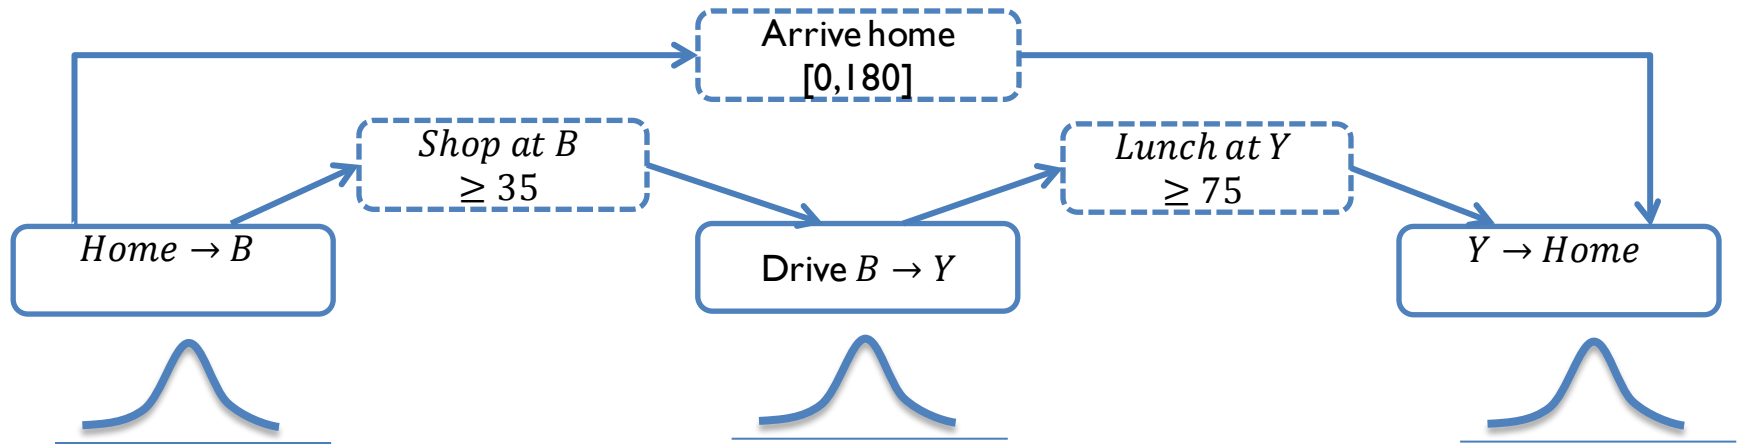 Arrive home
[0,180]
Shop at B
≥ 35
Lunch at Y
≥ 75
Home → B
Drive B → Y
Y → Home